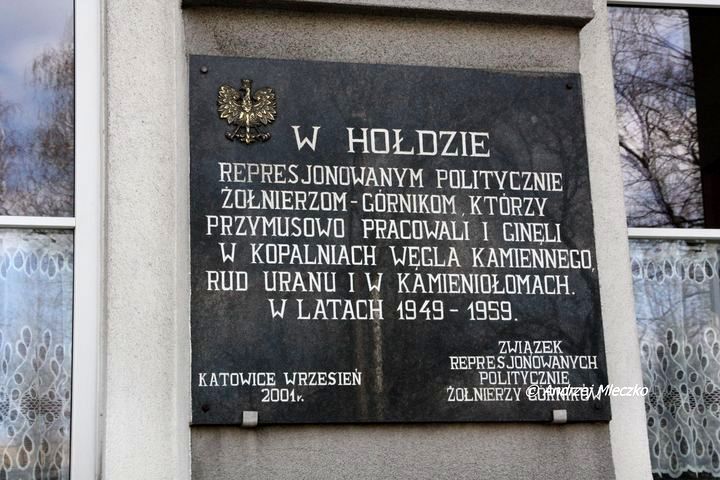 W HOŁDZIE
REPRESJONOWANYM POLITYCZNIE
ŻOŁNIERZOM-GÓRNIKOM, KTÓRZY
PRZYMUSOWO PRACOWALI I GINĘLI
W KOPALNIACH WĘGLA KAMIENNEGO,
RUD URANU I W KAMIENIOŁOMACH.
W LATACH 1949-1959.
KATOWICE WRZESIEŃ
2001r.
ZWIĄZEK
REPRESJONOWANYCH
POLITYCZNIE
ŻOŁNIERZY GÓRNIKÓW
© Andrzej Mleczko